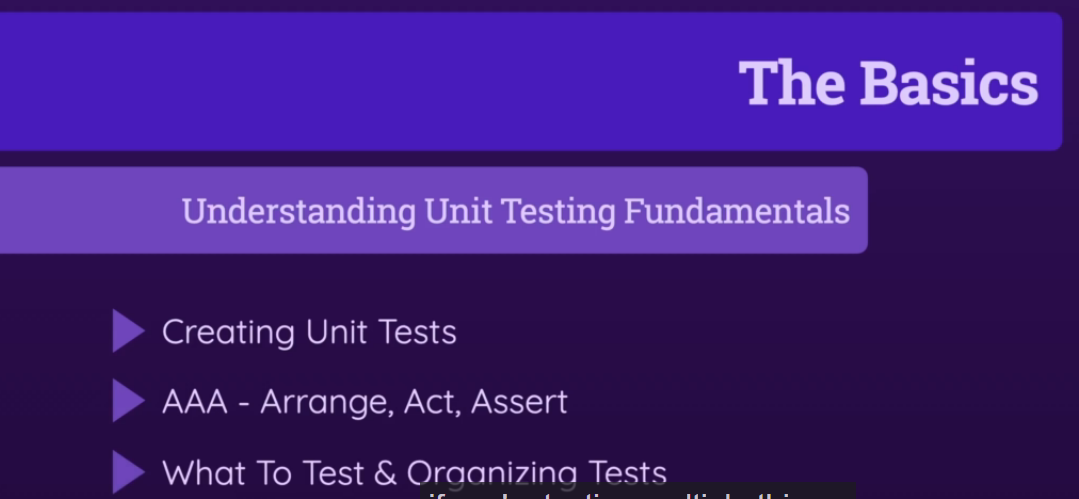 The Basics
Understanding Unit Testing Fundamentals
Creating Unit Tests
AAA - Arrange, Act, Assert
What To Test & Organizing Tests